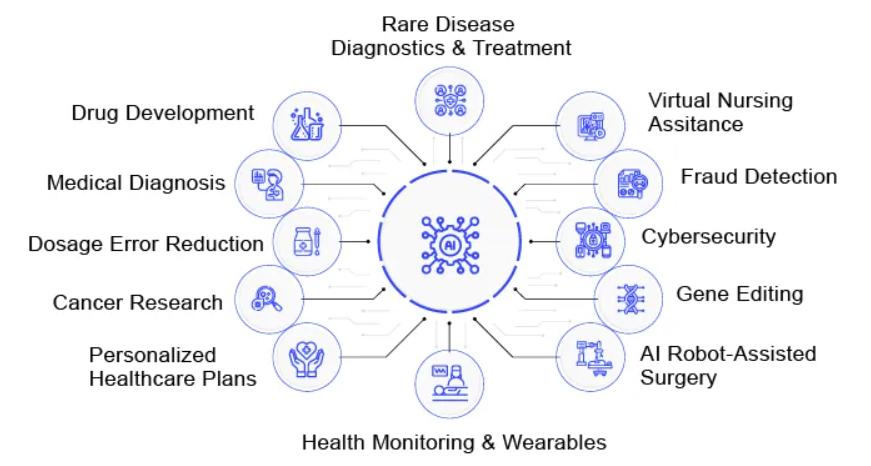 Rare Disease
Diagnostics & Treatment
Drug Development
Virtual Nursing
Assitance
Medical Diagnosis
Fraud Detection
Dosage Error Reduction
Cybersecurity
AI
Cancer Research
Gene Editing
Personalized
Healthcare Plans
AI Robot-Assisted
Surgery
Health Monitoring & Wearables